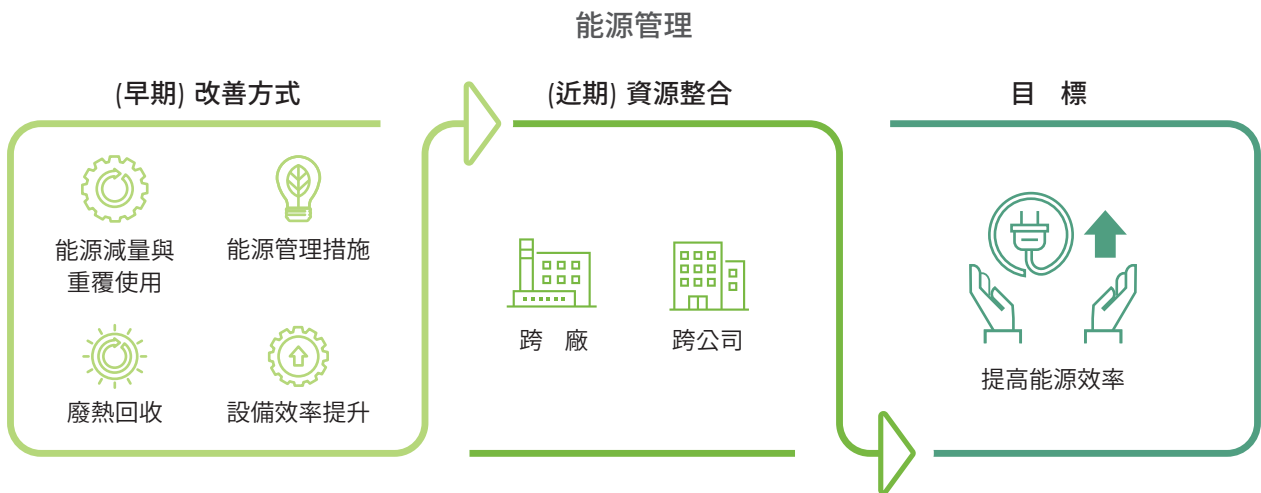 能源管理
(早期) 改善方式
能源減量與
重覆使用
能源管理措施
廢熱回收
設備效率提升
(近期) 資源整合
跨　廠
跨公司
目　標
提高能源效率